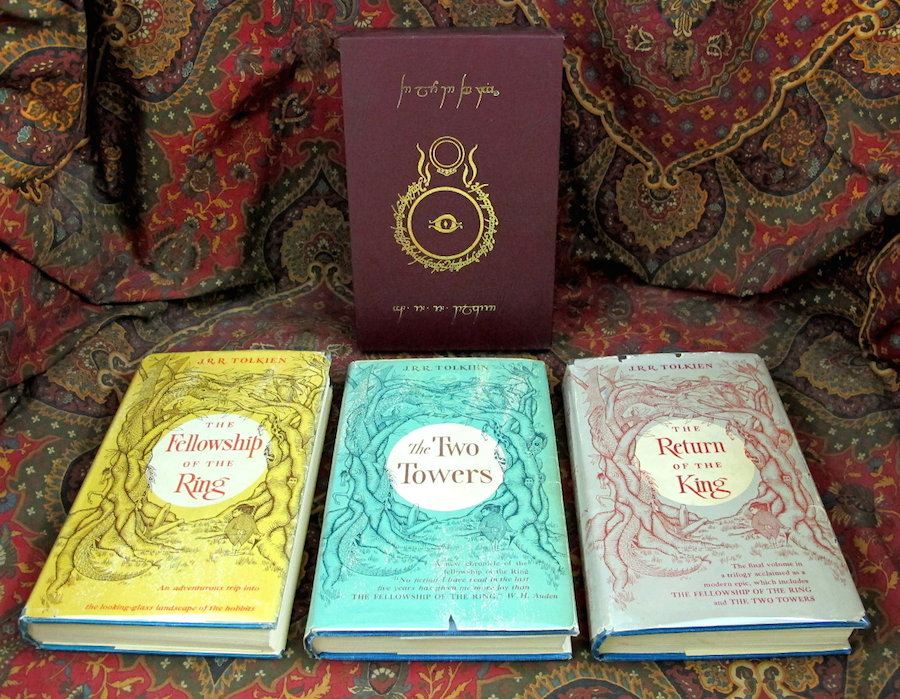 J.R.R. TOLKIEN
THE
Fellowship
OF THE
Ring
An adventurous trip into
the looking-glass landscape of the hobbits
J.R.R. TOLKIEN
The Two
Towers
A new chronicle of the
fellowship of the Ring
"No fiction I have read in the last
five years has given me more joy than
THE FELLOWSHIP OF THE RING." W. H. Auden
J.R.R. TOLKIEN
THE
Return
OF THE
King
The final volume in
a trilogy acclaimed as a
modern epic, which includes
THE FELLOWSHIP OF THE RING
and THE TWO TOWERS